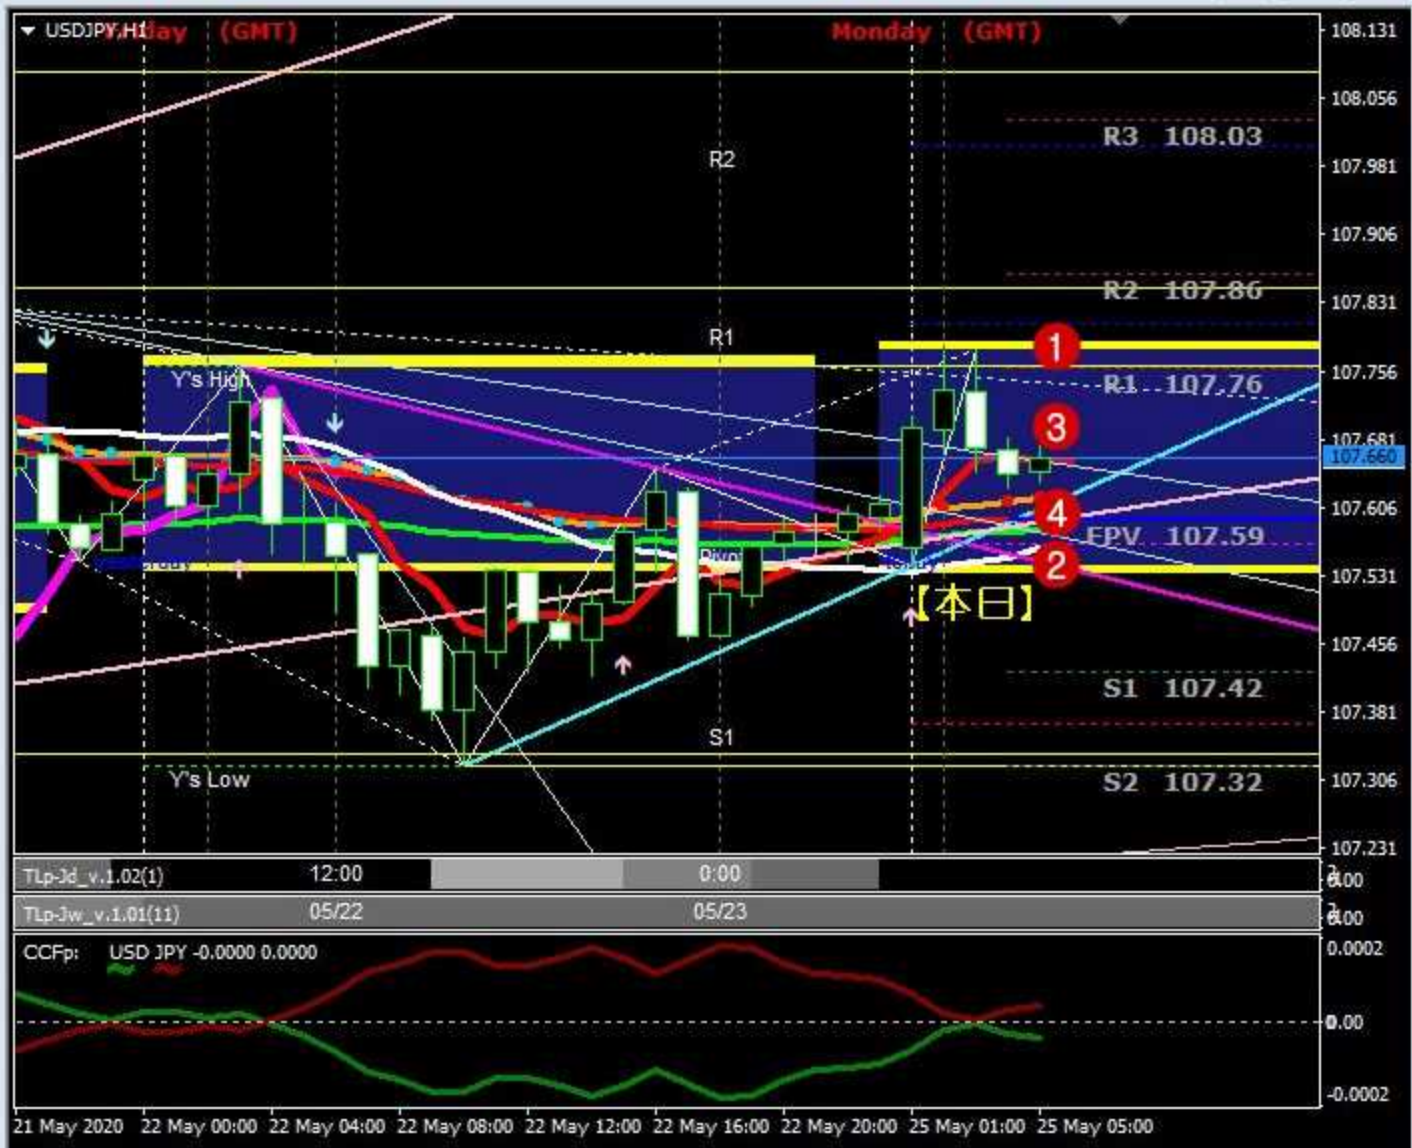 USDJPY,H1
(GMT)
Monday (GMT)
108.131
108.056
R3 108.03
R2
107.981
107.906
R2 107.86
107.831
R1
①
107.756
Y's High
R1 107.76
③
107.681
107.660
107.606
④
EPV 107.59
Pivot
②
107.531
【本日】
107.456
S1 107.42
107.381
S1
Y's Low
S2 107.32
107.306
107.231
TLp-Jd_v.1.02(1) 12:00 0:00
TLp-Jw_v.1.01(11) 05/22 05/23
CCFp: USD JPY -0.0000 0.0000
0.0002
0.00
-0.0002
21 May 2020 22 May 00:00 22 May 04:00 22 May 08:00 22 May 12:00 22 May 16:00 22 May 20:00 25 May 01:00 25 May 05:00